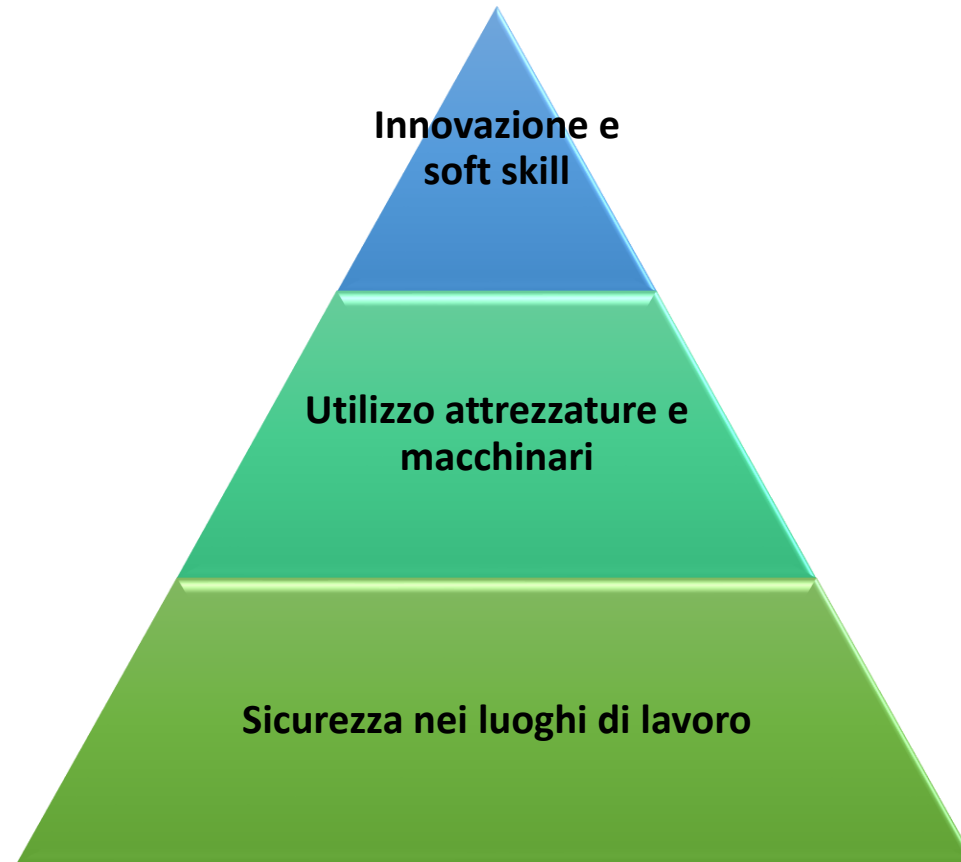 Innovazione e
soft skill
Utilizzo attrezzature e
macchinari
Sicurezza nei luoghi di lavoro